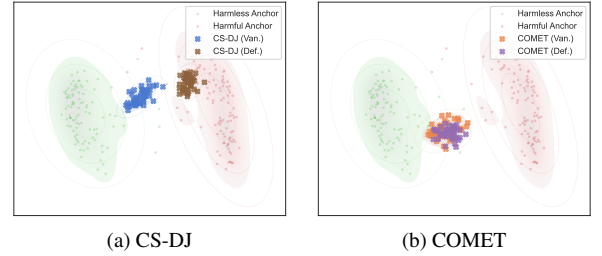 Harmless Anchor
Harmful Anchor
CS-DJ (Van.)
CS-DJ (Def.)
Harmless Anchor
Harmful Anchor
COMET (Van.)
COMET (Def.)
(a) CS-DJ
(b) COMET